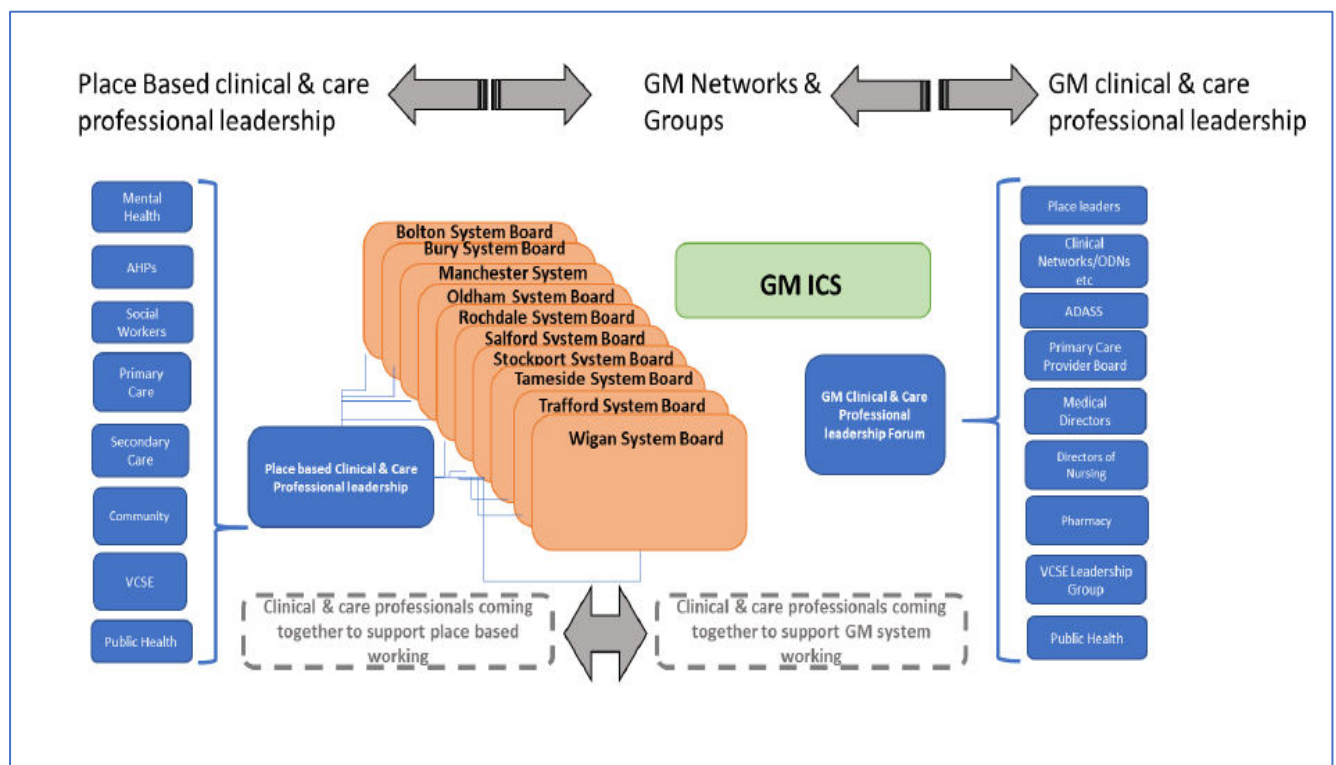 Place Based clinical & care
professional leadership
GM Networks &
Groups
GM clinical & care
professional leadership
Mental
Health
AHPs
Social
Workers
Primary
Care
Secondary
Care
Community
VCSE
Public Health
Bolton System Board
Bury System Board
Manchester System
Oldham System Board
Rochdale System Board
Salford System Board
Stockport System Board
Tameside System Board
Trafford System Board
Wigan System Board
Place based Clinical & Care
Professional leadership
GM ICS
GM Clinical & Care
Professional
leadership Forum
Place leaders
Clinical
Networks/ODNs
etc
ADASS
Primary Care
Provider Board
Medical
Directors
Directors of
Nursing
Pharmacy
VCSE Leadership
Group
Public Health
Clinical & care professionals coming
together to support place based
working
Clinical & care professionals coming
together to support GM system
working